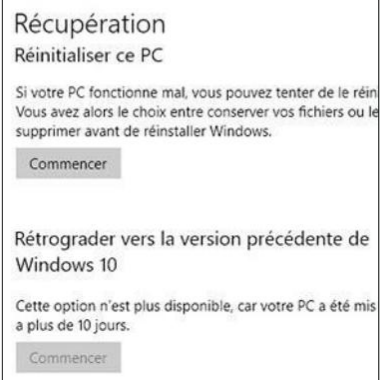 Récupération
Réinitialiser ce PC
Si votre PC fonctionne mal, vous pouvez tenter de le réin
Vous avez alors le choix entre conserver vos fichiers ou le
supprimer avant de réinstaller Windows.
Commencer
Rétrograder vers la version précédente de
Windows 10
Cette option n'est plus disponible, car votre PC a été mis
a plus de 10 jours.
Commencer